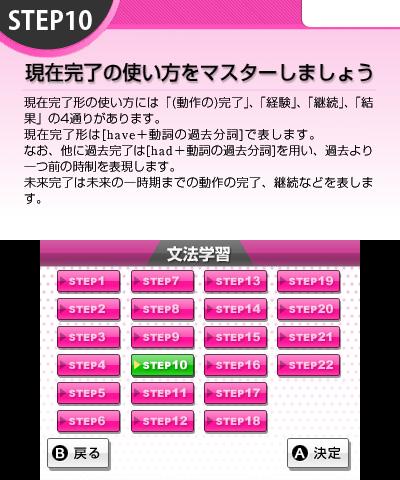 STEP10
現在完了の使い方をマスターしましょう
現在完了形の使い方には「(動作の)完了」、「経験」、「継続」、「結
果」の4通りがあります。
現在完了形は[have＋動詞の過去分詞]で表します。
なお、他に過去完了は[had＋動詞の過去分詞]を用い、過去より
一つ前の時制を表現します。
未来完了は未来の一時期までの動作の完了、継続などを表しま
す。
文法学習
STEP1 STEP7 STEP13 STEP19
STEP2 STEP8 STEP14 STEP20
STEP3 STEP9 STEP15 STEP21
STEP4 STEP10 STEP16 STEP22
STEP5 STEP11 STEP17
STEP6 STEP12 STEP18
B 戻る A 決定